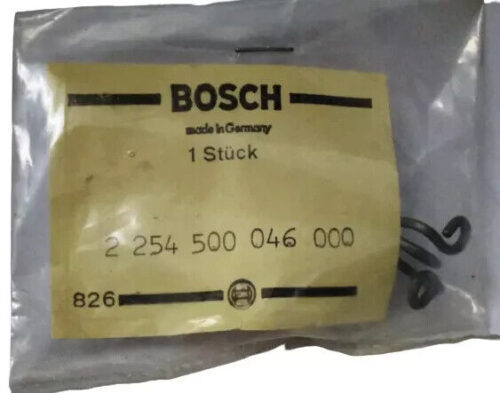 BOSCH
made in Germany
1 Stück
2 254 500 046 000
826